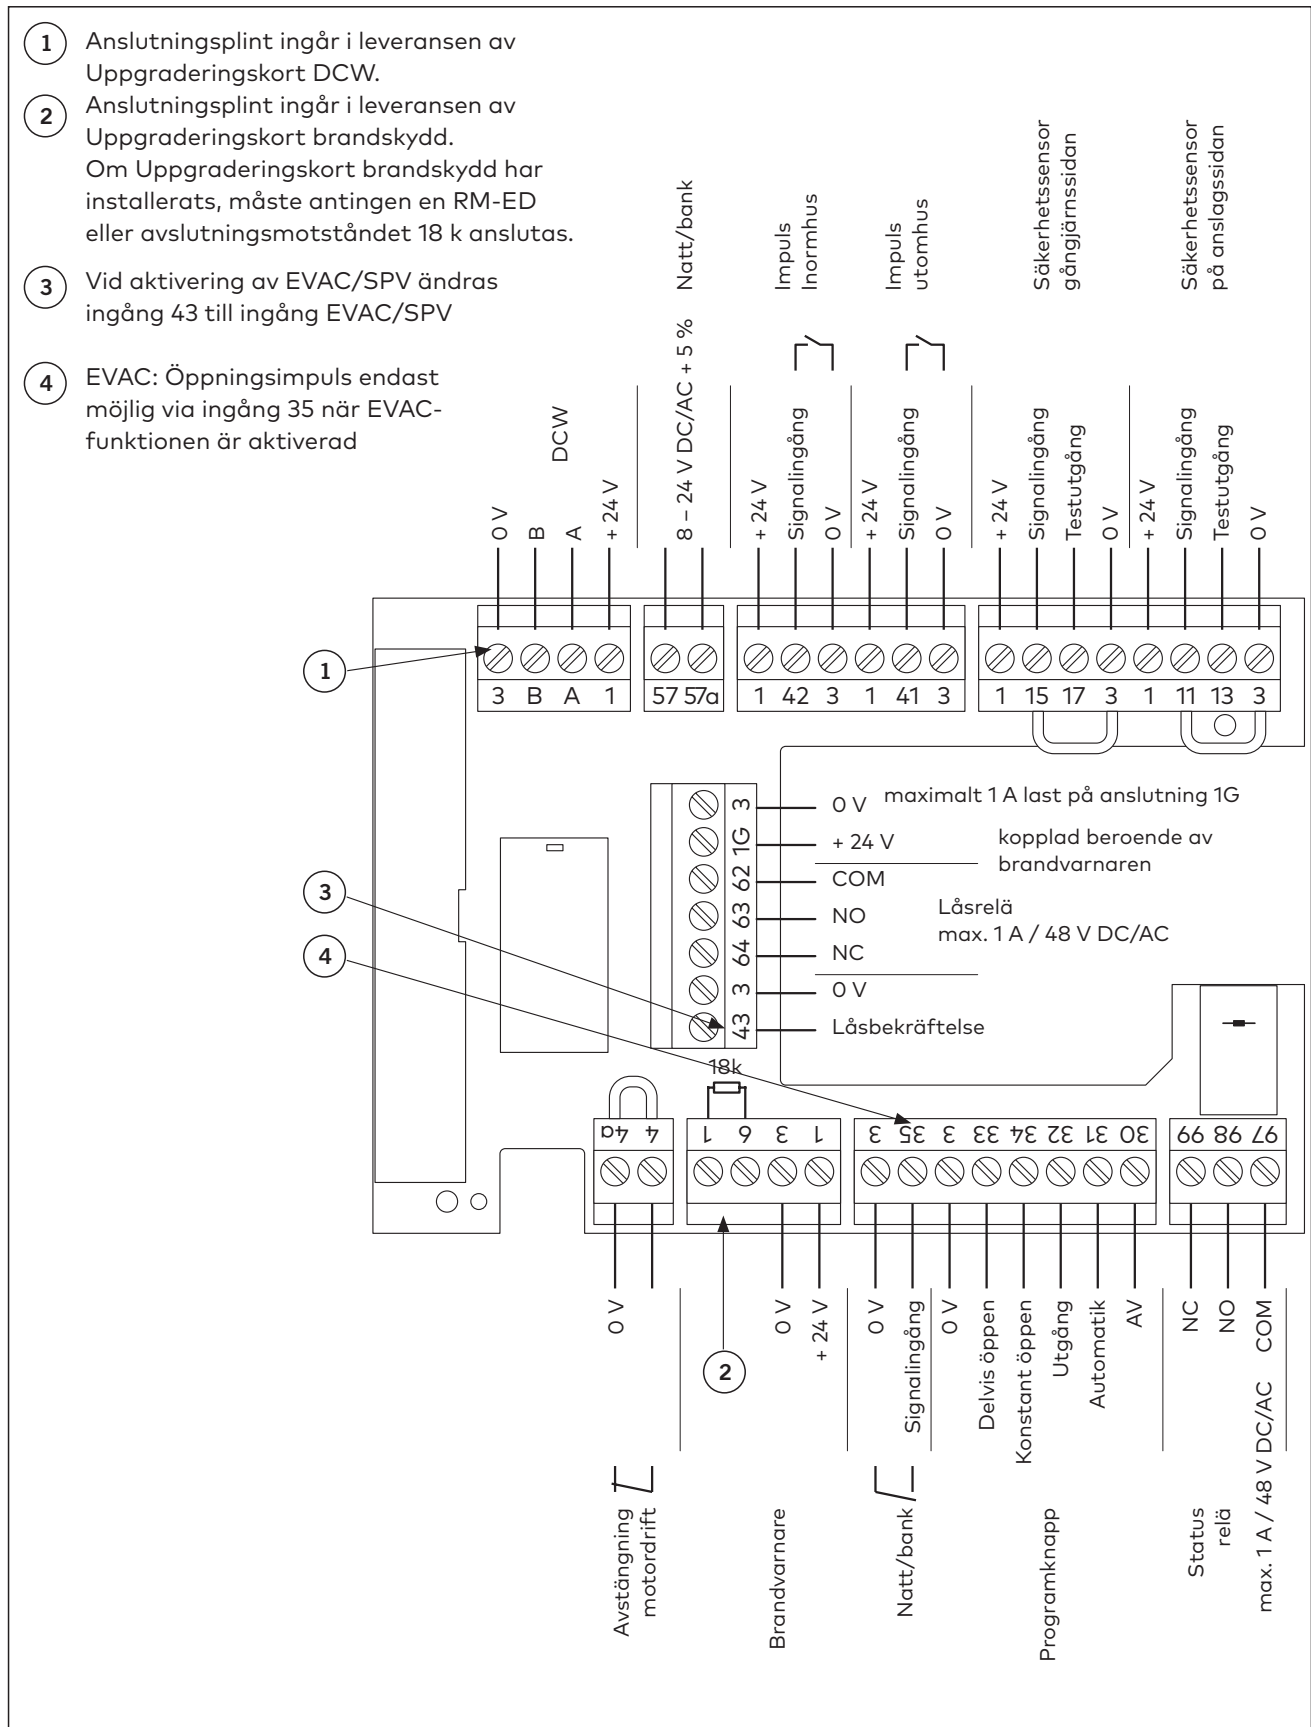 1 Anslutningsplint ingår i leveransen av
Uppgraderingskort DCW.
2 Anslutningsplint ingår i leveransen av
Uppgraderingskort brandskydd.
Om Uppgraderingskort brandskydd har
installerats, måste antingen en RM-ED
eller avslutningsmotståndet 18 k anslutas.
3 Vid aktivering av EVAC/SPV ändras
ingång 43 till ingång EVAC/SPV
4 EVAC: Öppningsimpuls endast
möjlig via ingång 35 när EVAC-
funktionen är aktiverad
DCW
Natt/bank
8 – 24 V DC/AC + 5 %
Impuls
Inormhus
Impuls
utomhus
Säkerhetssensor
gångjärnssidan
Säkerhetssensor
på anslagssidan
0 V
B
A
+ 24 V
+ 24 V
Signalingång
0 V
+ 24 V
Signalingång
0 V
+ 24 V
Signalingång
Testutgång
0 V
+ 24 V
Signalingång
Testutgång
0 V
1
3 B A 1
57 57a
1 42 3 1 41 3
1 15 17 3 1 11 13 3
3 0 V
maximalt 1 A last på anslutning 1G
1G + 24 V
kopplad beroende av
brandvarnaren
62 COM
63 NO
64 NC
Låsrelä
max. 1 A / 48 V DC/AC
3 0 V
43 Låsbekräftelse
3
4
18k
4a 4
1 6 3 1
3 35 3 33 34 32 31 30
99 98 97
2
0 V
0 V
+ 24 V
0 V
Signalingång
0 V
Delvis öppen
Konstant öppen
Utgång
Automatik
AV
NC
NO
COM
max. 1 A / 48 V DC/AC
Avstängning
motordrift
Brandvarnare
Natt/bank
Programknapp
Status
relä